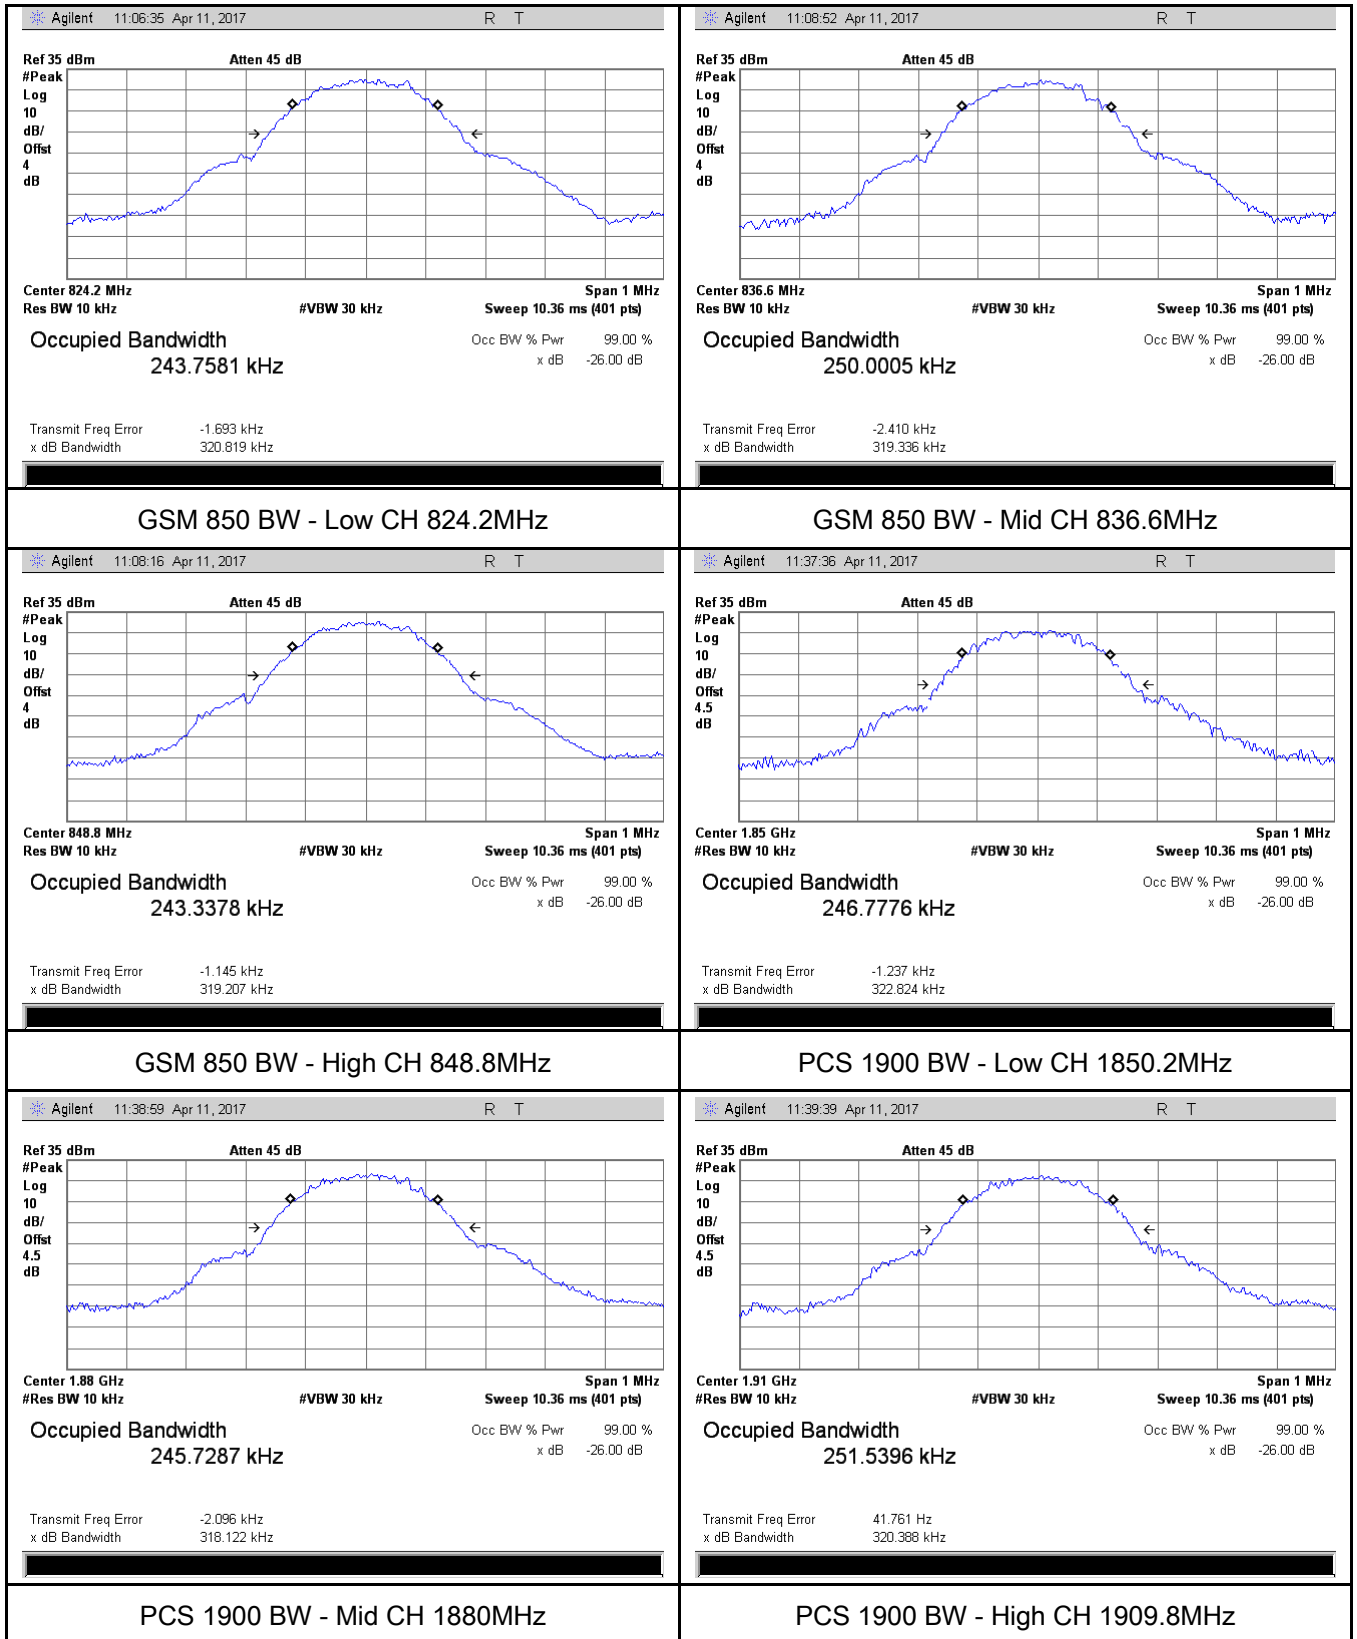 Agilent 11:06:35 Apr 11, 2017 R T
Ref 35 dBm Atten 45 dB
#Peak
Log
10
dB/
Offst
4
dB
Center 824.2 MHz Span 1 MHz
Res BW 10 kHz #VBW 30 kHz Sweep 10.36 ms (401 pts)
Occupied Bandwidth Occ BW % Pwr 99.00 %
243.7581 kHz x dB -26.00 dB
Transmit Freq Error -1.693 kHz
x dB Bandwidth 320.819 kHz
GSM 850 BW - Low CH 824.2MHz
Agilent 11:08:52 Apr 11, 2017 R T
Ref 35 dBm Atten 45 dB
#Peak
Log
10
dB/
Offst
4
dB
Center 836.6 MHz Span 1 MHz
Res BW 10 kHz #VBW 30 kHz Sweep 10.36 ms (401 pts)
Occupied Bandwidth Occ BW % Pwr 99.00 %
250.0005 kHz x dB -26.00 dB
Transmit Freq Error -2.410 kHz
x dB Bandwidth 319.336 kHz
GSM 850 BW - Mid CH 836.6MHz
Agilent 11:08:16 Apr 11, 2017 R T
Ref 35 dBm Atten 45 dB
#Peak
Log
10
dB/
Offst
4
dB
Center 848.8 MHz Span 1 MHz
Res BW 10 kHz #VBW 30 kHz Sweep 10.36 ms (401 pts)
Occupied Bandwidth Occ BW % Pwr 99.00 %
243.3378 kHz x dB -26.00 dB
Transmit Freq Error -1.145 kHz
x dB Bandwidth 319.207 kHz
GSM 850 BW - High CH 848.8MHz
Agilent 11:37:36 Apr 11, 2017 R T
Ref 35 dBm Atten 45 dB
#Peak
Log
10
dB/
Offst
4.5
dB
Center 1.85 GHz Span 1 MHz
#Res BW 10 kHz #VBW 30 kHz Sweep 10.36 ms (401 pts)
Occupied Bandwidth Occ BW % Pwr 99.00 %
246.7776 kHz x dB -26.00 dB
Transmit Freq Error -1.237 kHz
x dB Bandwidth 322.824 kHz
PCS 1900 BW - Low CH 1850.2MHz
Agilent 11:38:59 Apr 11, 2017 R T
Ref 35 dBm Atten 45 dB
#Peak
Log
10
dB/
Offst
4.5
dB
Center 1.88 GHz Span 1 MHz
#Res BW 10 kHz #VBW 30 kHz Sweep 10.36 ms (401 pts)
Occupied Bandwidth Occ BW % Pwr 99.00 %
245.7287 kHz x dB -26.00 dB
Transmit Freq Error -2.096 kHz
x dB Bandwidth 318.122 kHz
PCS 1900 BW - Mid CH 1880MHz
Agilent 11:39:39 Apr 11, 2017 R T
Ref 35 dBm Atten 45 dB
#Peak
Log
10
dB/
Offst
4.5
dB
Center 1.91 GHz Span 1 MHz
#Res BW 10 kHz #VBW 30 kHz Sweep 10.36 ms (401 pts)
Occupied Bandwidth Occ BW % Pwr 99.00 %
251.5396 kHz x dB -26.00 dB
Transmit Freq Error 41.761 Hz
x dB Bandwidth 320.388 kHz
PCS 1900 BW - High CH 1909.8MHz